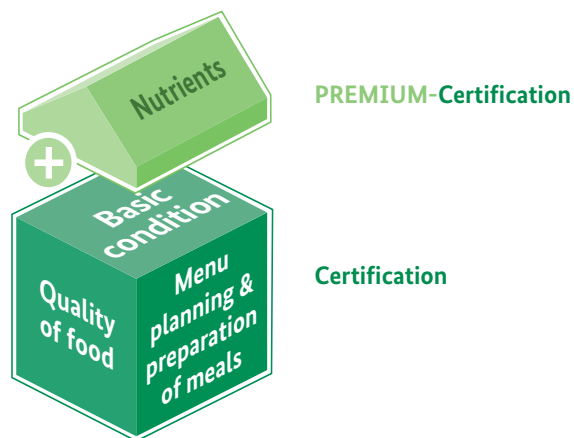 Nutrients
PREMIUM-Certification
+
Basic
condition
Quality
of food
Menu
planning &
preparation
of meals
Certification